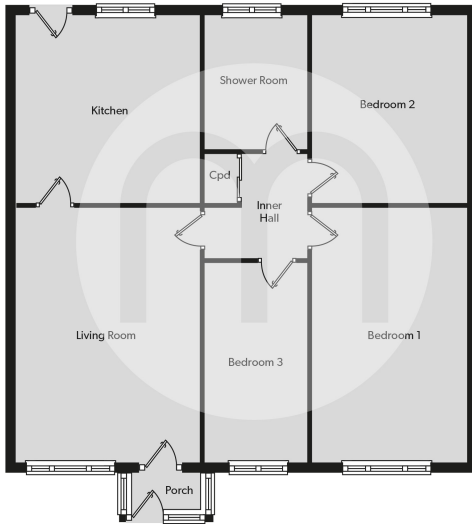 Shower Room
Kitchen
Bedroom 2
Cpd
Inner
Hall
Living Room
Bedroom 1
Bedroom 3
Porch